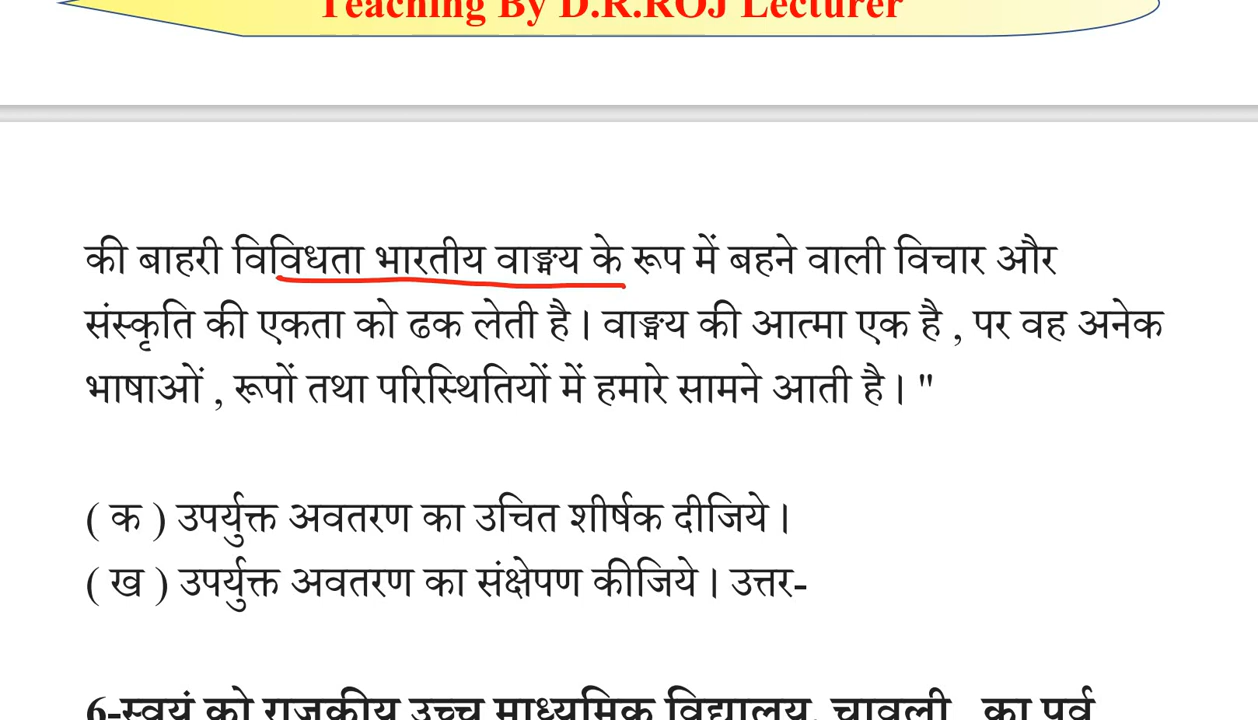 Teaching By D.R.ROJ Lecturer
की बाहरी विविधता भारतीय वाङ्मय के रूप में बहने वाली विचार और
संस्कृति की एकता को ढक लेती है। वाङ्मय की आत्मा एक है , पर वह अनेक
भाषाओं , रूपों तथा परिस्थितियों में हमारे सामने आती है। "
( क ) उपर्युक्त अवतरण का उचित शीर्षक दीजिये।
( ख ) उपर्युक्त अवतरण का संक्षेपण कीजिये। उत्तर-
6-स्वयं को राजकीय उच्च माध्यमिक विद्यालय, चावली का पूर्व